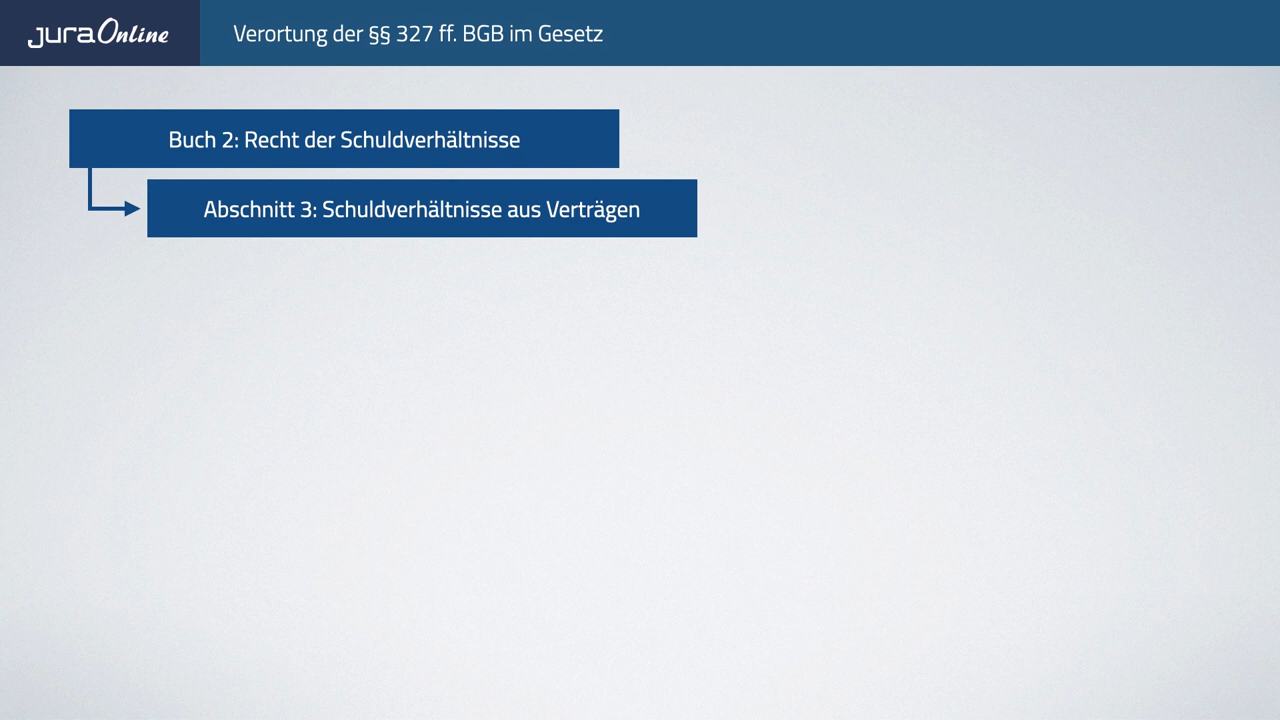 juraOnline
Verortung der §§ 327 ff. BGB im Gesetz
Buch 2: Recht der Schuldverhältnisse
Abschnitt 3: Schuldverhältnisse aus Verträgen